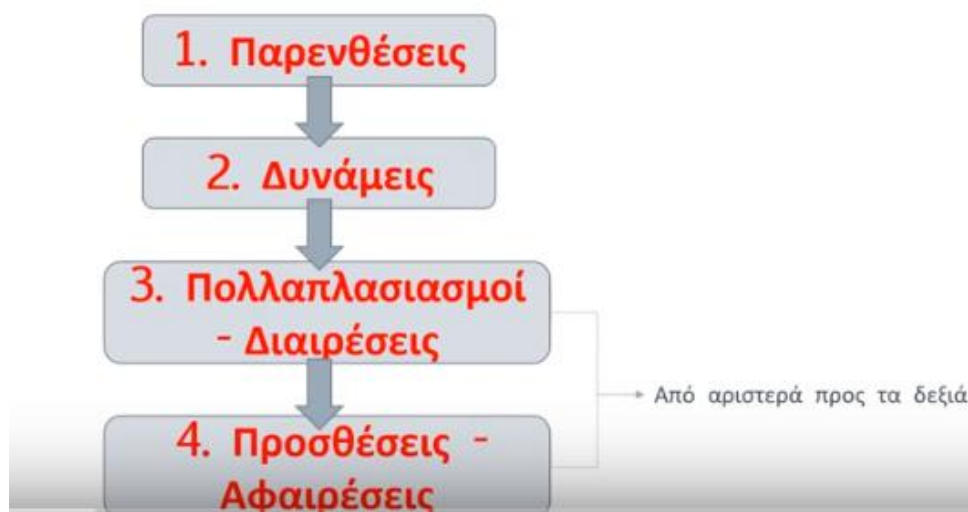 1. Παρενθέσεις
2. Δυνάμεις
3. Πολλαπλασιασμοί
- Διαιρέσεις
Από αριστερά προς τα δεξιά
4. Προσθέσεις -
Αφαιρέσεις